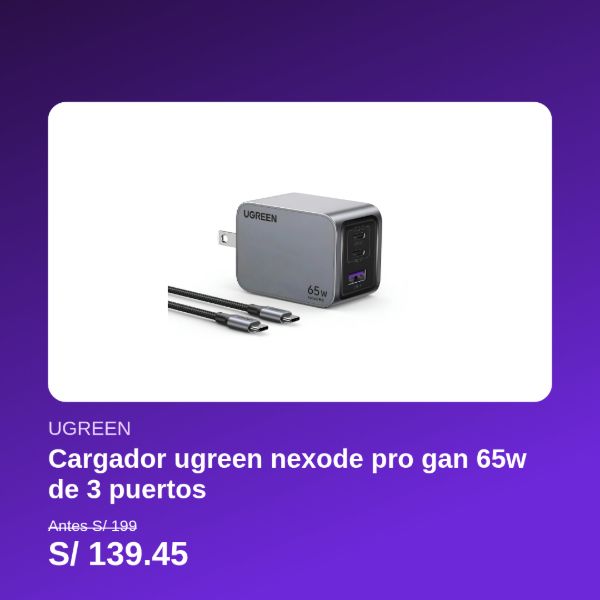 UGREEN
65W
UGREEN
Cargador ugreen nexode pro gan 65w
de 3 puertos
Antes S/ 199
S/ 139.45